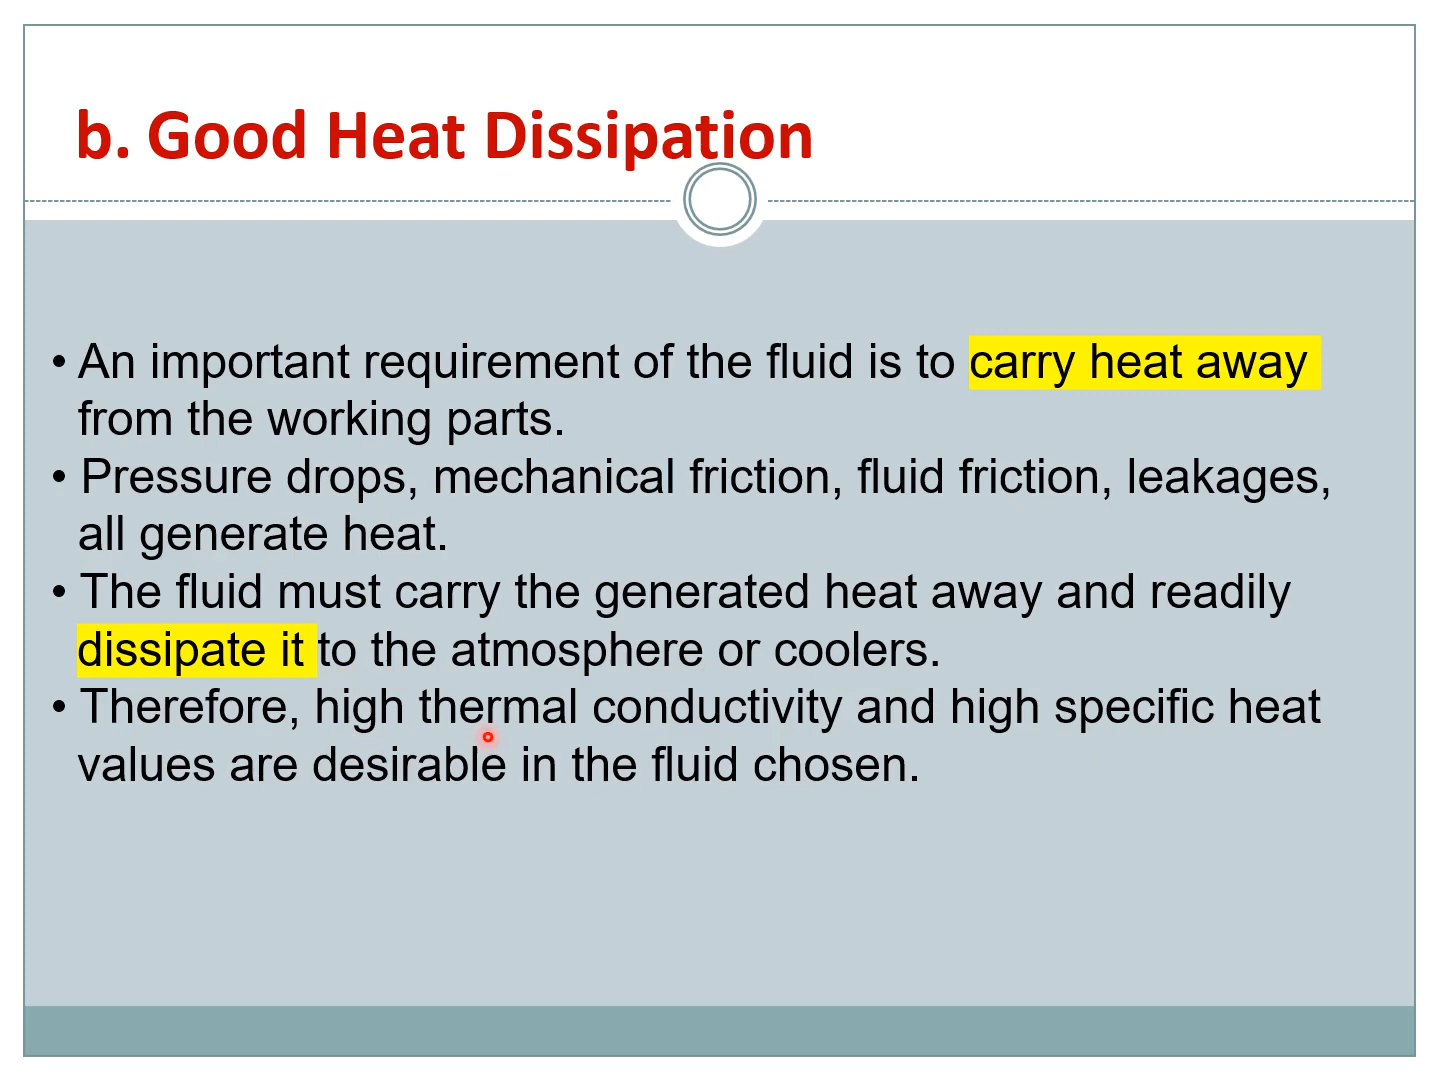 b. Good Heat Dissipation
• An important requirement of the fluid is to carry heat away
from the working parts.
• Pressure drops, mechanical friction, fluid friction, leakages,
all generate heat.
• The fluid must carry the generated heat away and readily
dissipate it to the atmosphere or coolers.
• Therefore, high thermal conductivity and high specific heat
values are desirable in the fluid chosen.